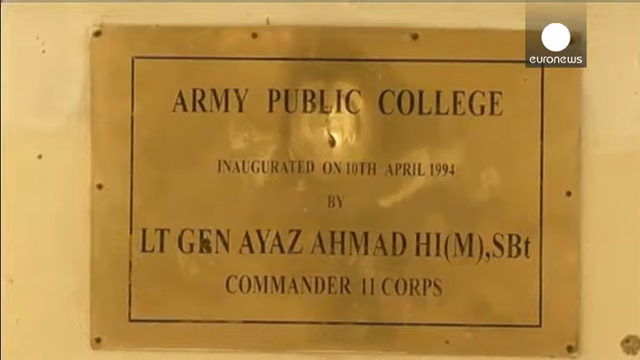 euronews
ARMY PUBLIC COLLEGE
INAUGURATED ON 10TH APRIL 1994
BY
LT GEN AYAZ AHMAD HI(M),SBt
COMMANDER 11 CORPS